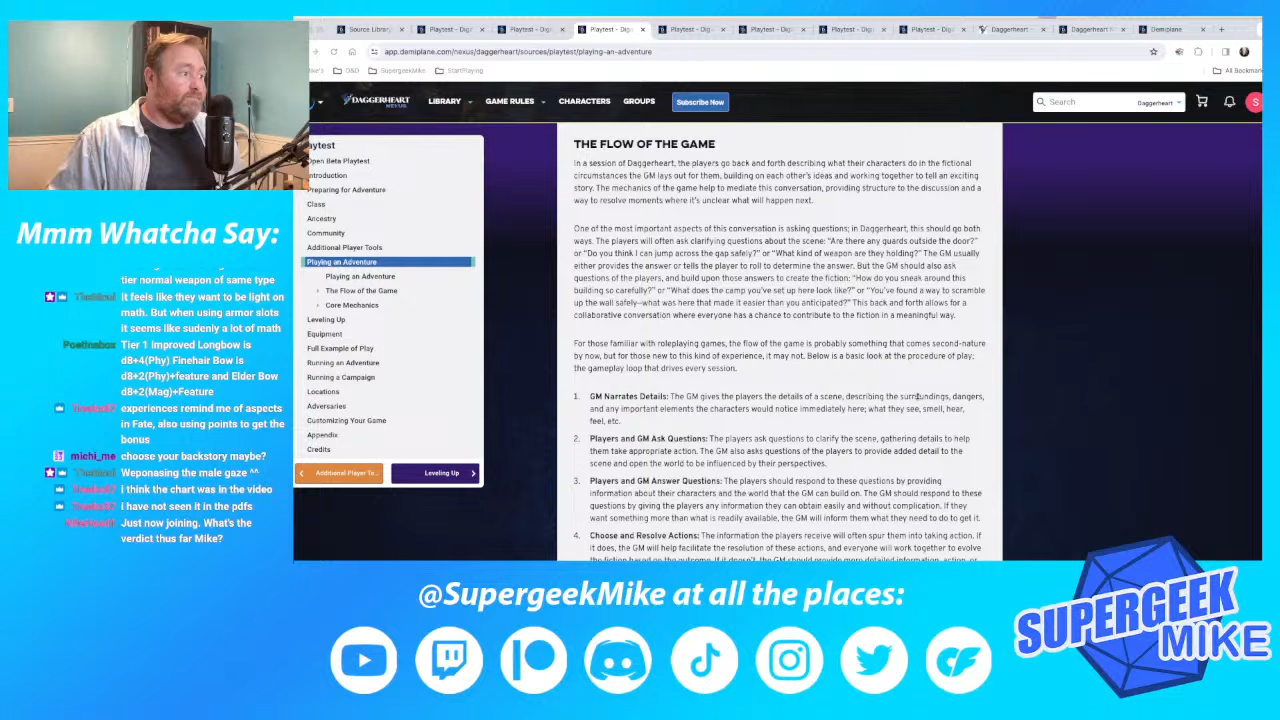 Source Library
Playtest - Digi
Playtest - Digi
Playtest - Digi
Playtest - Digi
Playtest - Digi
Playtest - Digi
Playtest - Digi
Daggerheart
Daggerheart
Demiplane
app.demiplane.com/nexus/daggerheart/sources/playtest/playing-an-adventure
D&D
SupergeekMike
StartPlaying
All Bookmar
DAGGERHEART
NEXUS
LIBRARY
GAME RULES
CHARACTERS
GROUPS
Subscribe Now
Search
Daggerheart
S
aytest
Open Beta Playtest
ntroduction
Preparing for Adventure
Class
Ancestry
Community
Additional Player Tools
Playing an Adventure
Playing an Adventure
The Flow of the Game
Core Mechanics
Leveling Up
Equipment
Full Example of Play
Running an Adventure
Running a Campaign
Locations
Adversaries
Customizing Your Game
Appendix
Credits
Additional Player To...
Leveling Up
THE FLOW OF THE GAME
In a session of Daggerheart, the players go back and forth describing what their characters do in the fictional
circumstances the GM lays out for them, building on each other's ideas and working together to tell an exciting
story. The mechanics of the game help to mediate this conversation, providing structure to the discussion and a
way to resolve moments where it's unclear what will happen next.
One of the most important aspects of this conversation is asking questions; in Daggerheart, this should go both
ways. The players will often ask clarifying questions about the scene: "Are there any guards outside the door?"
or "Do you think I can jump across the gap safely?" or "What kind of weapon are they holding?" The GM usually
either provides the answer or tells the player to roll to determine the answer. But the GM should also ask
questions of the players, and build upon those answers to create the fiction: "How do you sneak around this
building so carefully?" or "What does the camp you've set up here look like?" or "You've found a way to scramble
up the wall safely—what was here that made it easier than you anticipated?" This back and forth allows for a
collaborative conversation where everyone has a chance to contribute to the fiction in a meaningful way.
For those familiar with roleplaying games, the flow of the game is probably something that comes second-nature
by now, but for those new to this kind of experience, it may not. Below is a basic look at the procedure of play;
the gameplay loop that drives every session.
1. GM Narrates Details: The GM gives the players the details of a scene, describing the surroundings, dangers,
and any important elements the characters would notice immediately here; what they see, smell, hear,
feel, etc.
2. Players and GM Ask Questions: The players ask questions to clarify the scene, gathering details to help
them take appropriate action. The GM also asks questions of the players to provide added detail to the
scene and open the world to be influenced by their perspectives.
3. Players and GM Answer Questions: The players should respond to these questions by providing
information about their characters and the world that the GM can build on. The GM should respond to these
questions by giving the players any information they can obtain easily and without complication. If they
want something more than what is readily available, the GM will inform them what they need to do to get it.
4. Choose and Resolve Actions: The information the players receive will often spur them into taking action. If
it does, the GM will help facilitate the resolution of these actions, and everyone will work together to evolve
Mmm Whatcha Say:
tier normal weapon of same type
It feels like they want to be light on
math. But when using armor slots
it seems like sudenly a lot of math
Poetinabox Tier 1 Improved Longbow is
d8+4(Phy) Finehair Bow is
d8+2(Phy)+feature and Elder Bow
d8+2(Mag)+Feature
experiences remind me of aspects
in Fate, also using points to get the
bonus
michi_me choose your backstory maybe?
Weponasing the male gaze ^^
i think the chart was in the video
i have not seen it in the pdfs
Just now joining. What's the
verdict thus far Mike?
@SupergeekMike at all the places:
SUPERGEEK
MIKE